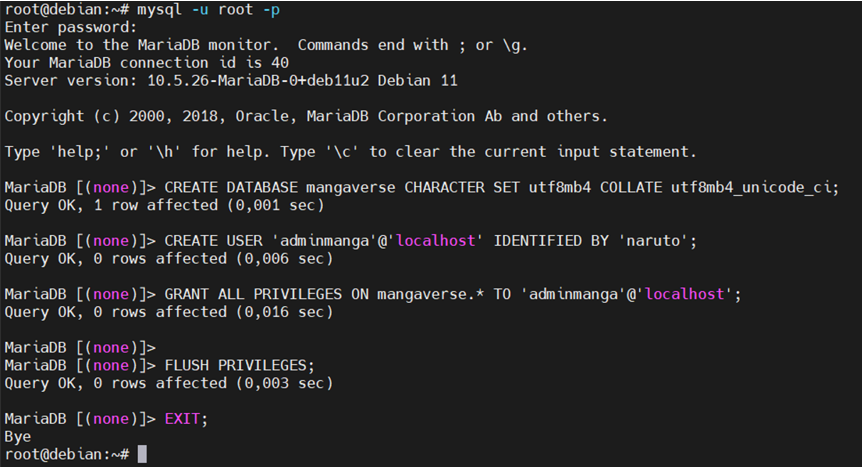 root@debian:~# mysql -u root -p
Enter password:
Welcome to the MariaDB monitor.  Commands end with ; or \g.
Your MariaDB connection id is 40
Server version: 10.5.26-MariaDB-0+deb11u2 Debian 11

Copyright (c) 2000, 2018, Oracle, MariaDB Corporation Ab and others.

Type 'help;' or '\h' for help. Type '\c' to clear the current input statement.

MariaDB [(none)]> CREATE DATABASE mangaverse CHARACTER SET utf8mb4 COLLATE utf8mb4_unicode_ci;
Query OK, 1 row affected (0,001 sec)

MariaDB [(none)]> CREATE USER 'adminmanga'@'localhost' IDENTIFIED BY 'naruto';
Query OK, 0 rows affected (0,006 sec)

MariaDB [(none)]> GRANT ALL PRIVILEGES ON mangaverse.* TO 'adminmanga'@'localhost';
Query OK, 0 rows affected (0,016 sec)

MariaDB [(none)]>
MariaDB [(none)]> FLUSH PRIVILEGES;
Query OK, 0 rows affected (0,003 sec)

MariaDB [(none)]> EXIT;
Bye
root@debian:~#